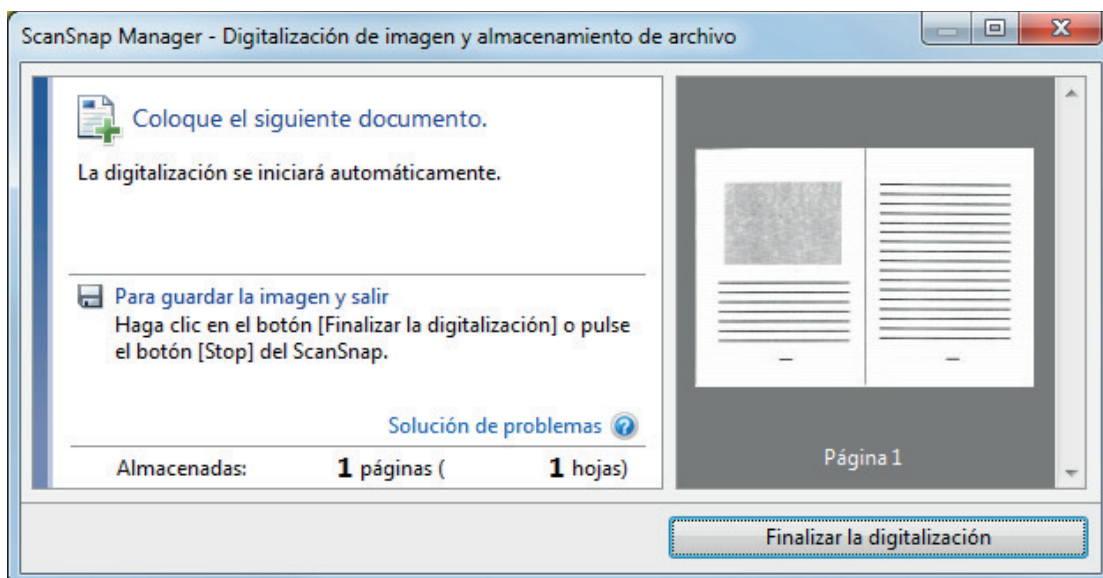 ScanSnap Manager - Digitalización de imagen y almacenamiento de archivo
Coloque el siguiente documento.
La digitalización se iniciará automáticamente.
Para guardar la imagen y salir
Haga clic en el botón [Finalizar la digitalización] o pulse
el botón [Stop] del ScanSnap.
Solución de problemas
Almacenadas: 1 páginas ( 1 hojas)
Página 1
Finalizar la digitalización